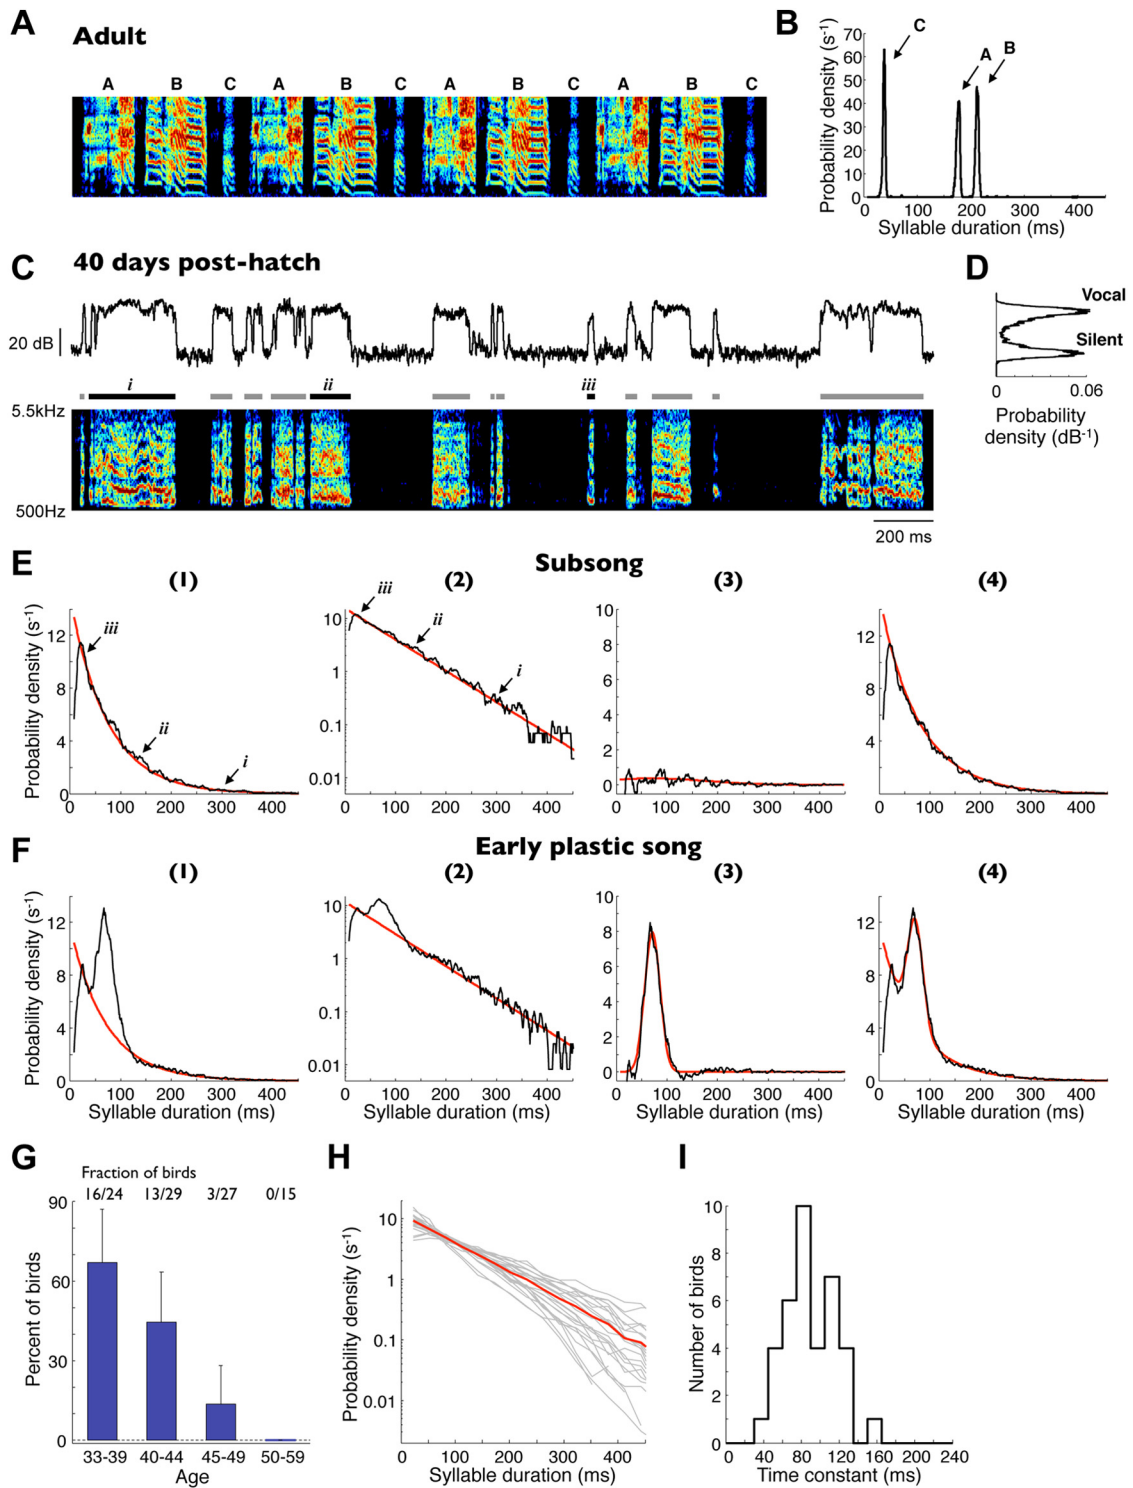 A
Adult
A B C A B C A B C A B C
B
Probability density (s-1)
70
60
50
40
30
20
10
0
C
A
B
0 100 200 300 400
Syllable duration (ms)
C
40 days post-hatch
20 dB
i ii iii
5.5kHz
500Hz
200 ms
D
Vocal
Silent
0 0.06
Probability
density (dB-1)
E
Subsong
(1) (2) (3) (4)
Probability density (s-1)
12
8
4
0
iii
ii
i
0 100 200 300 400
10
1
0.1
0.01
iii
ii
i
0 100 200 300 400
10
8
6
4
2
0
0 100 200 300 400
12
8
4
0
0 100 200 300 400
F
Early plastic song
(1) (2) (3) (4)
Probability density (s-1)
12
8
4
0
0 100 200 300 400
Syllable duration (ms)
10
1
0.1
0.01
0 100 200 300 400
Syllable duration (ms)
10
8
6
4
2
0
0 100 200 300 400
Syllable duration (ms)
12
8
4
0
0 100 200 300 400
Syllable duration (ms)
G
Fraction of birds
16/24 13/29 3/27 0/15
Percent of birds
90
60
30
0
33-39 40-44 45-49 50-59
Age
H
Probability density (s-1)
10
1
0.1
0.01
0 100 200 300 400
Syllable duration (ms)
I
Number of birds
10
8
6
4
2
0
0 40 80 120 160 200 240
Time constant (ms)